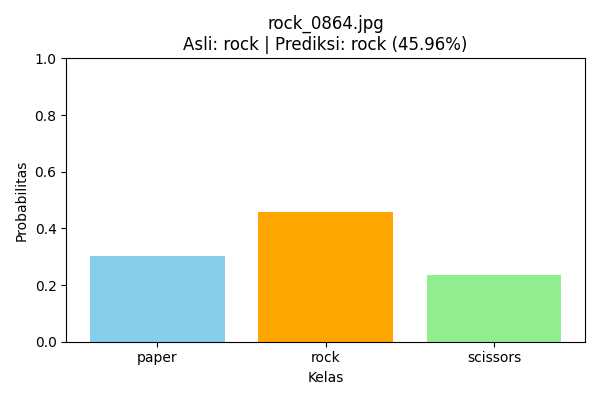 rock_0864.jpg
Asli: rock | Prediksi: rock (45.96%)
1.0
0.8
0.6
0.4
0.2
0.0
Probabilitas
paper rock scissors
Kelas